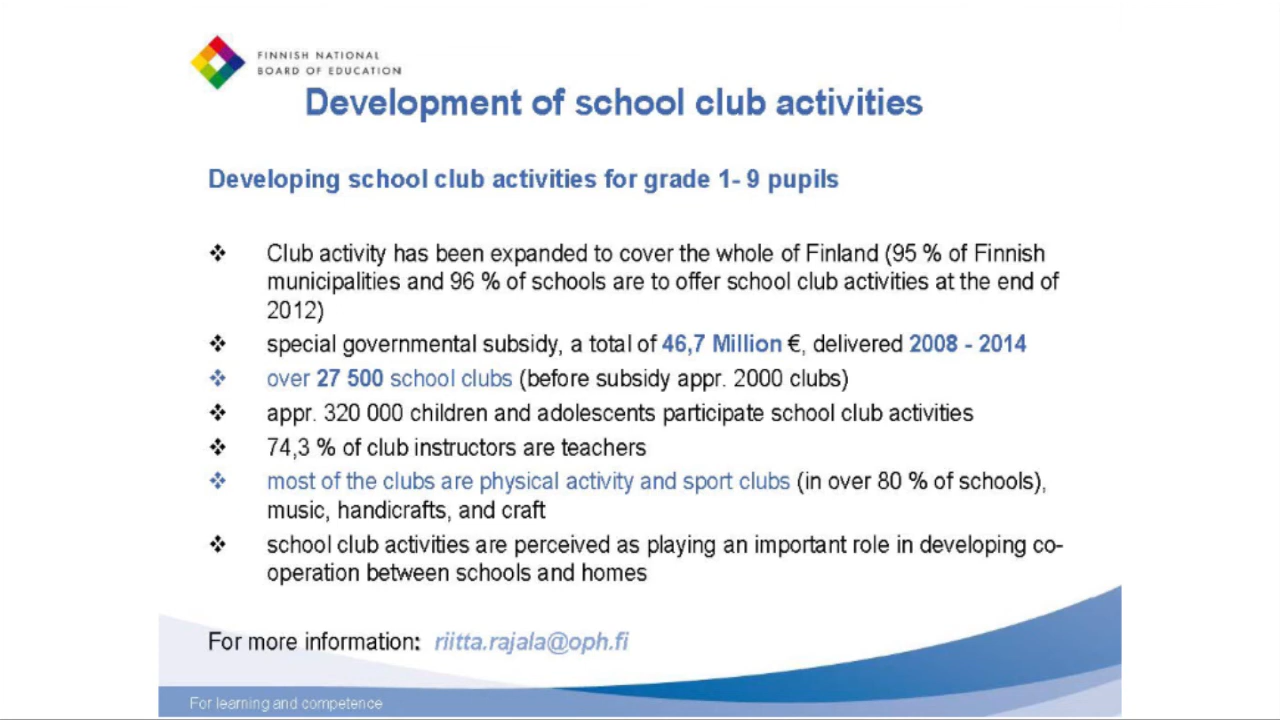 FINNISH NATIONAL
BOARD OF EDUCATION
Development of school club activities
Developing school club activities for grade 1- 9 pupils
❖ Club activity has been expanded to cover the whole of Finland (95 % of Finnish
municipalities and 96 % of schools are to offer school club activities at the end of
2012)
❖ special governmental subsidy, a total of 46,7 Million €, delivered 2008 - 2014
❖ over 27 500 school clubs (before subsidy appr. 2000 clubs)
❖ appr. 320 000 children and adolescents participate school club activities
❖ 74,3 % of club instructors are teachers
❖ most of the clubs are physical activity and sport clubs (in over 80 % of schools),
music, handicrafts, and craft
❖ school club activities are perceived as playing an important role in developing co-
operation between schools and homes
For more information: riitta.rajala@oph.fi
For learning and competence